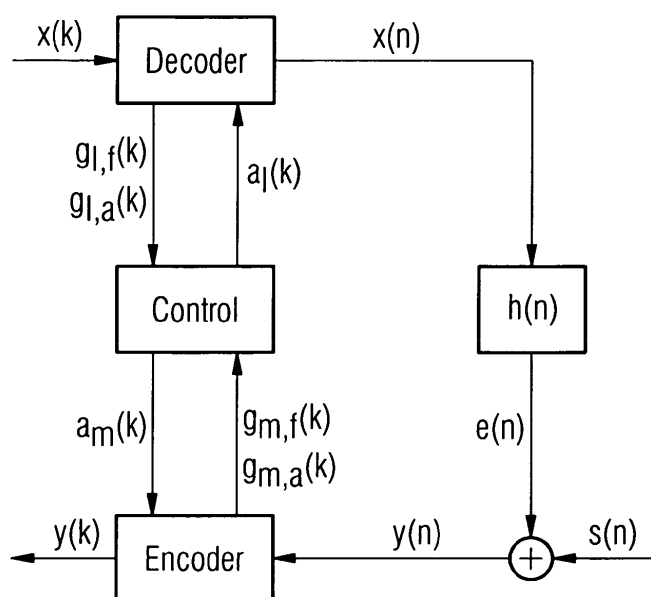 x(k)
Decoder
x(n)
gl,f(k)
gl,a(k)
al(k)
Control
h(n)
am(k)
gm,f(k)
gm,a(k)
e(n)
y(k)
Encoder
y(n)
+
s(n)